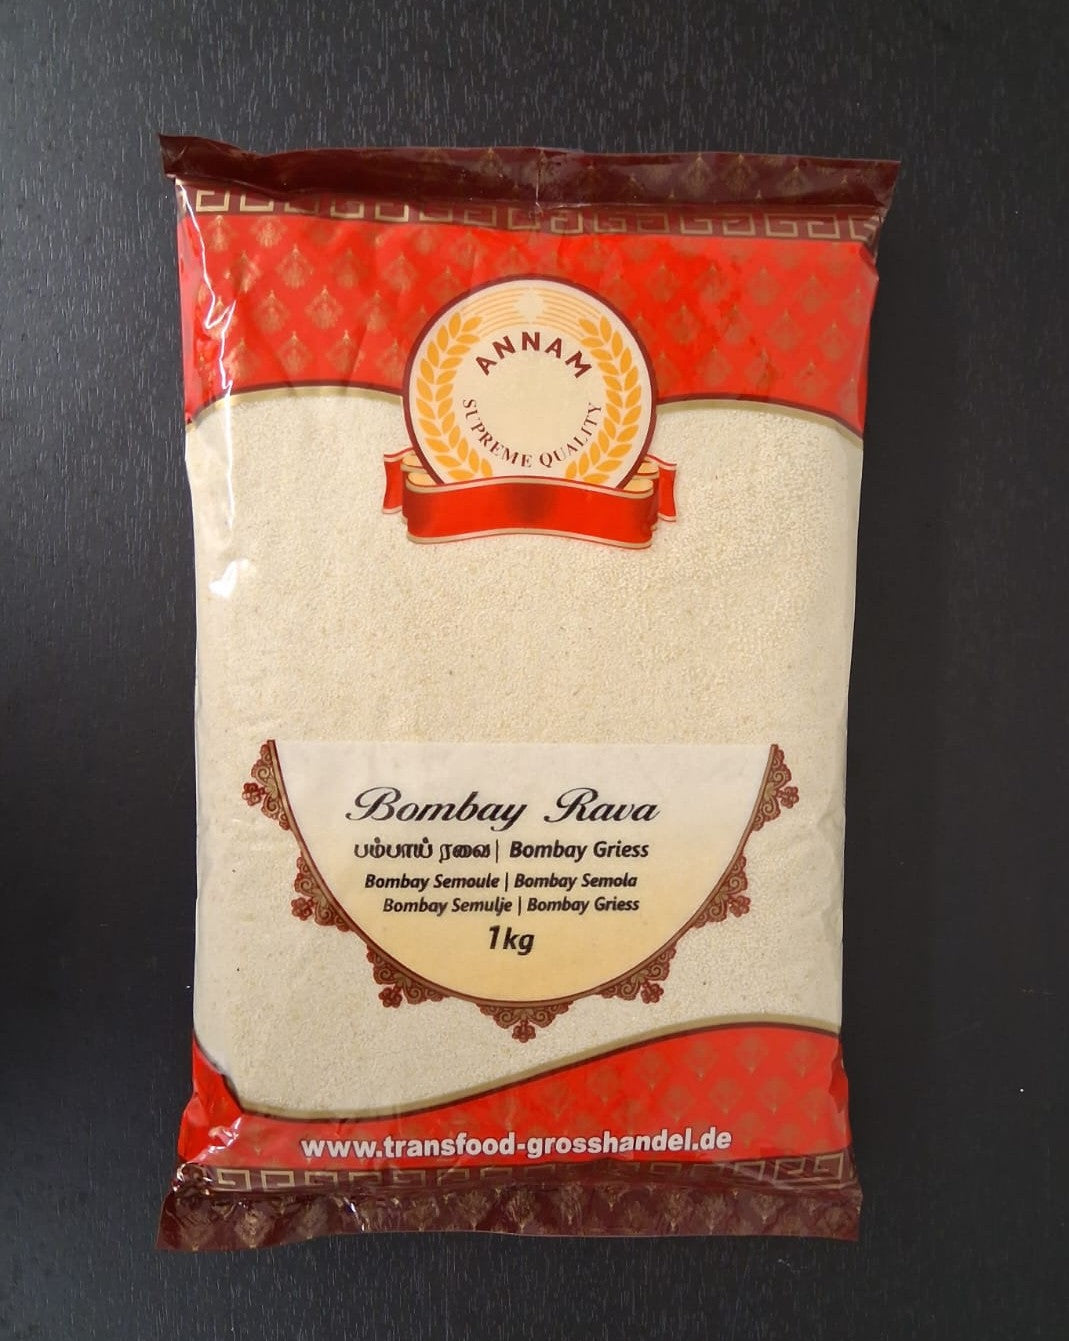 ANNAM
SUPREME QUALITY
Bombay Rava
பம்பாய் ரவை | Bombay Griess
Bombay Semoule | Bombay Semola
Bombay Semulje | Bombay Griess
1kg
www.transfood-grosshandel.de